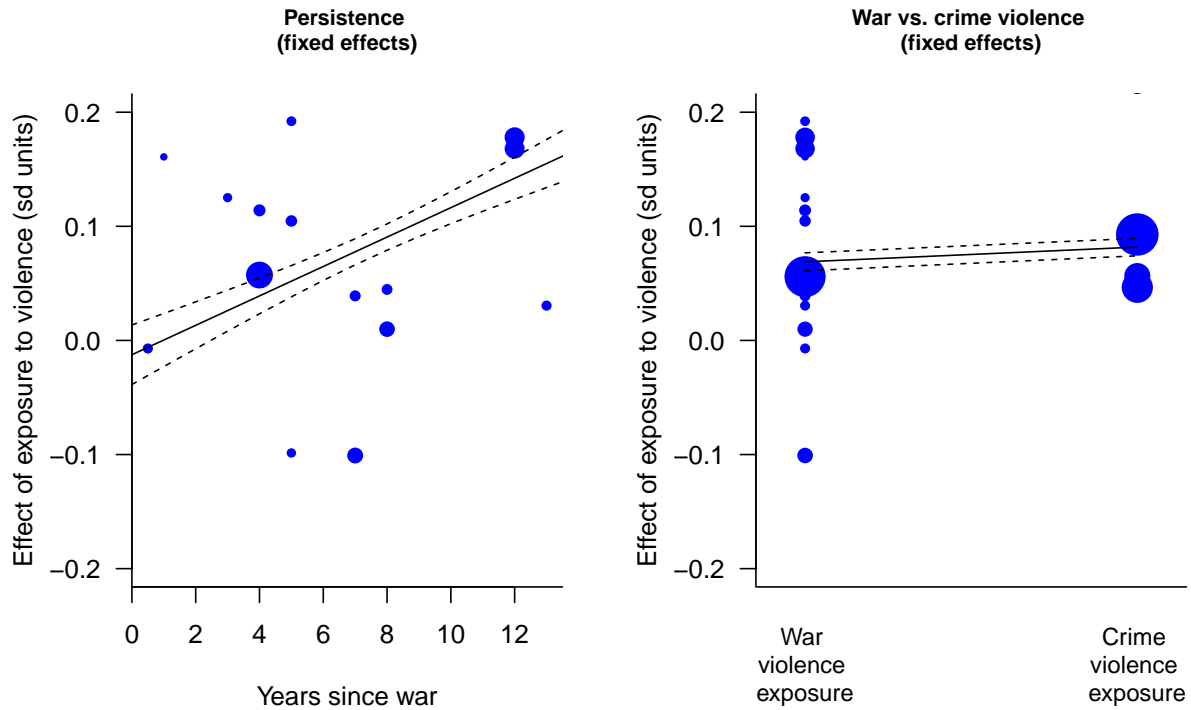 Persistence
(fixed effects)
Effect of exposure to violence (sd units)
0.2
0.1
0.0
−0.1
−0.2
0 2 4 6 8 10 12
Years since war
War vs. crime violence
(fixed effects)
Effect of exposure to violence (sd units)
0.2
0.1
0.0
−0.1
−0.2
War
violence
exposure
Crime
violence
exposure